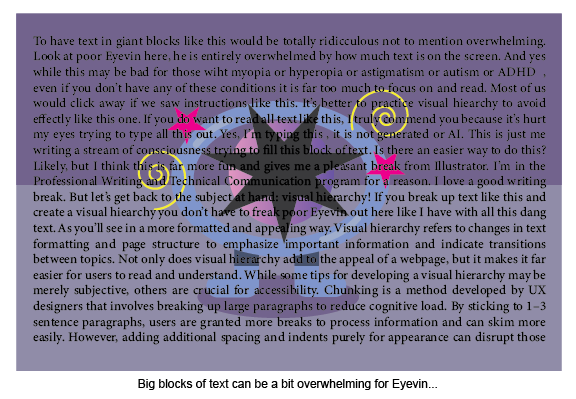 To have text in giant blocks like this would be totally ridicculous not to mention overwhelming.
Look at poor Eyevin here, he is entirely overwhelmed by how much text is on the screen. And yes
while this may be bad for those wiht myopia or hyperopia or astigmatism or autism or ADHD ,
even if you don't have any of these conditions it is far too much to focus on and read. Most of us
would click away if we saw instructions like this. It's better to practice visual hierarchy to avoid
effectly like this one. If you do want to read all text like this, I truly commend you because it's hurt
my eyes trying to type all this out. Yes, I'm typing this, it is not generated or AI. This is just me
writing a stream of consciousness trying to fill this block of text. Is there an easier way to do this?
Likely, but I think this is far more fun and gives me a pleasant break from Illustrator. I'm in the
Professional Writing and Technical Communication program for a reason. I love a good writing
break. But let's get back to the subject at hand: visual hierarchy! If you break up text like this and
create a visual hierarchy you don't have to freak poor Eyevin out here like I have with all this dang
text. As you'll see in a more formatted and appealing way. Visual hierarchy refers to changes in text
formatting and page structure to emphasize important information and indicate transitions
between topics. Not only does visual hierarchy add to the appeal of a webpage, but it makes it far
easier for users to read and understand. While some tips for developing a visual hierarchy may be
merely subjective, others are crucial for accessibility. Chunking is a method developed by UX
designers that involves breaking up large paragraphs to reduce cognitive load. By sticking to 1–3
sentence paragraphs, users are granted more breaks to process information and can skim more
easily. However, adding additional spacing and indents purely for appearance can disrupt those
Big blocks of text can be a bit overwhelming for Eyevin...